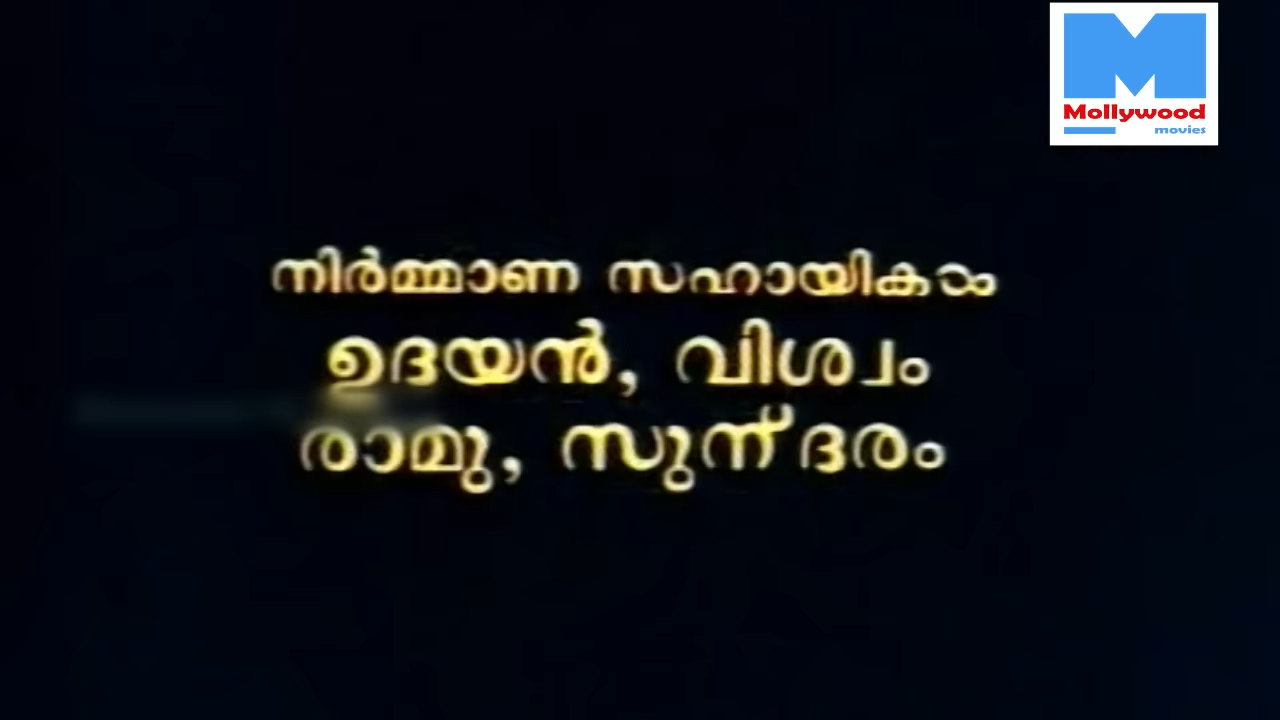 Mollywood
movies
നിർമ്മാണ സഹായികൾ
ഉദയൻ, വിശ്വം
രാമു, സുന്ദരം